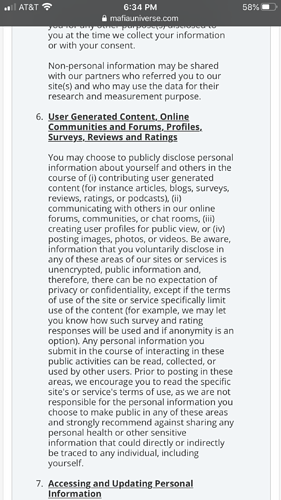 AT&T
6:34 PM
58%
mafiauniverse.com
you for any other purpose(s) disclosed to
you at the time we collect your information
or with your consent.
Non-personal information may be shared
with our partners who referred you to our
site(s) and who may use the data for their
research and measurement purpose.
6. User Generated Content, Online
Communities and Forums, Profiles,
Surveys, Reviews and Ratings
You may choose to publicly disclose personal
information about yourself and others in the
course of (i) contributing user generated
content (for instance articles, blogs, surveys,
reviews, ratings, or podcasts), (ii)
communicating with others in our online
forums, communities, or chat rooms, (iii)
creating user profiles for public view, or (iv)
posting images, photos, or videos. Be aware,
information that you voluntarily disclose in
any of these areas of our sites or services is
unencrypted, public information and,
therefore, there can be no expectation of
privacy or confidentiality, except if the terms
of use of the site or service specifically limit
use of the content (for example, we may let
you know how such survey and rating
responses will be used and if anonymity is an
option). Any personal information you
submit in the course of interacting in these
public activities can be read, collected, or
used by other users. Prior to posting in these
areas, we encourage you to read the specific
site's or service's terms of use, as we are not
responsible for the personal information you
choose to make public in any of these areas
and strongly recommend against sharing any
personal health or other sensitive
information that could directly or indirectly
be traced to any individual, including
yourself.
7. Accessing and Updating Personal
Information